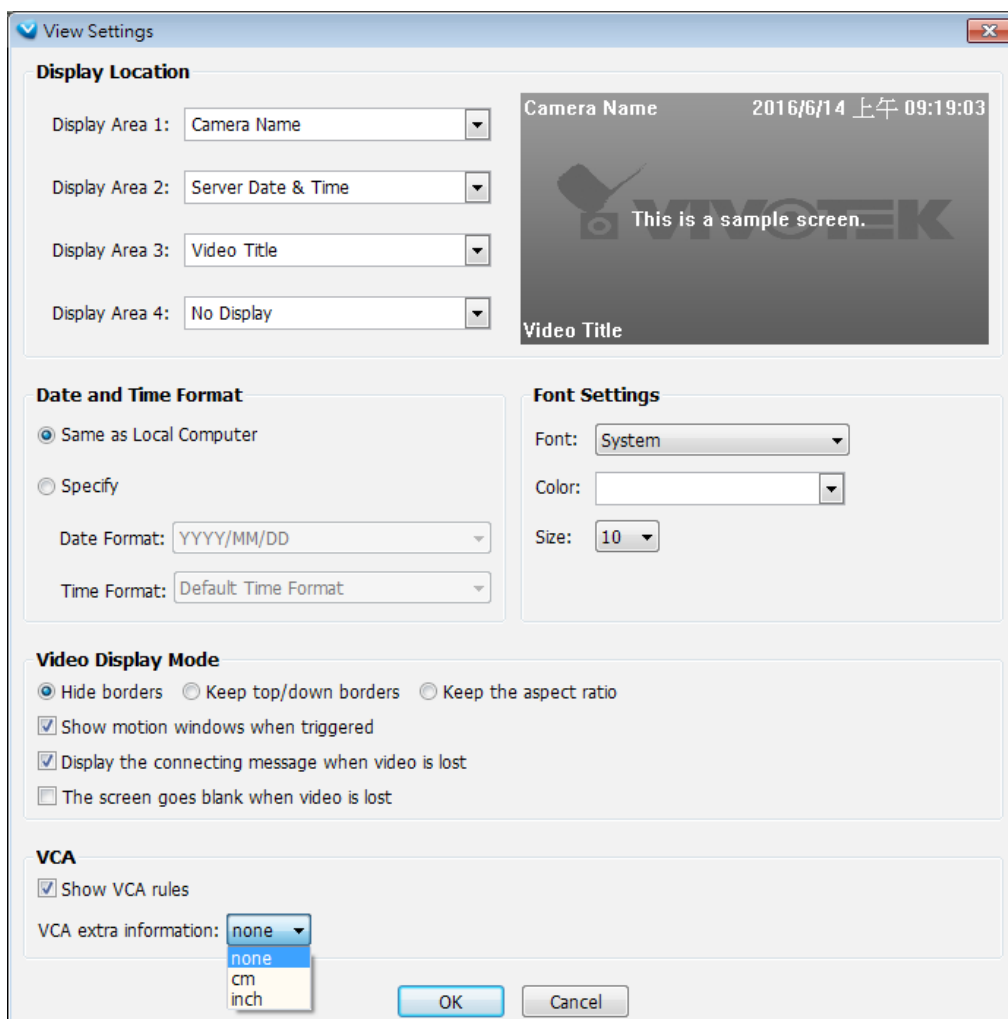 View Settings
Display Location
Display Area 1: Camera Name
Display Area 2: Server Date & Time
Display Area 3: Video Title
Display Area 4: No Display
Camera Name 2016/6/14 上午 09:19:03
VIVOTEK
This is a sample screen.
Video Title
Date and Time Format
Same as Local Computer
Specify
Date Format: YYYY/MM/DD
Time Format: Default Time Format
Font Settings
Font: System
Color:
Size: 10
Video Display Mode
Hide borders Keep top/down borders Keep the aspect ratio
Show motion windows when triggered
Display the connecting message when video is lost
The screen goes blank when video is lost
VCA
Show VCA rules
VCA extra information: none
none
cm
inch
OK Cancel